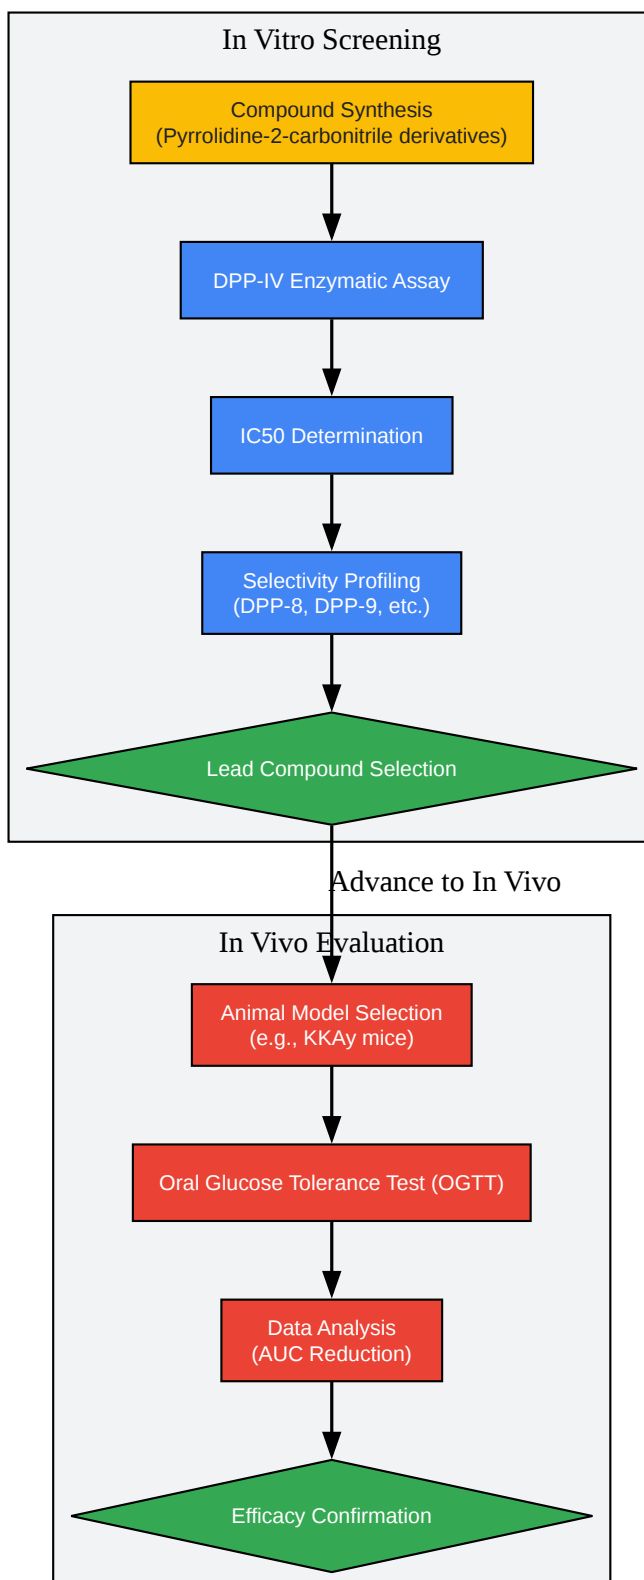 In Vitro Screening
Compound Synthesis
(Pyrrolidine-2-carbonitrile derivatives)
DPP-IV Enzymatic Assay
IC50 Determination
Selectivity Profiling
(DPP-8, DPP-9, etc.)
Lead Compound Selection
Advance to In Vivo
In Vivo Evaluation
Animal Model Selection
(e.g., KKAy mice)
Oral Glucose Tolerance Test (OGTT)
Data Analysis
(AUC Reduction)
Efficacy Confirmation